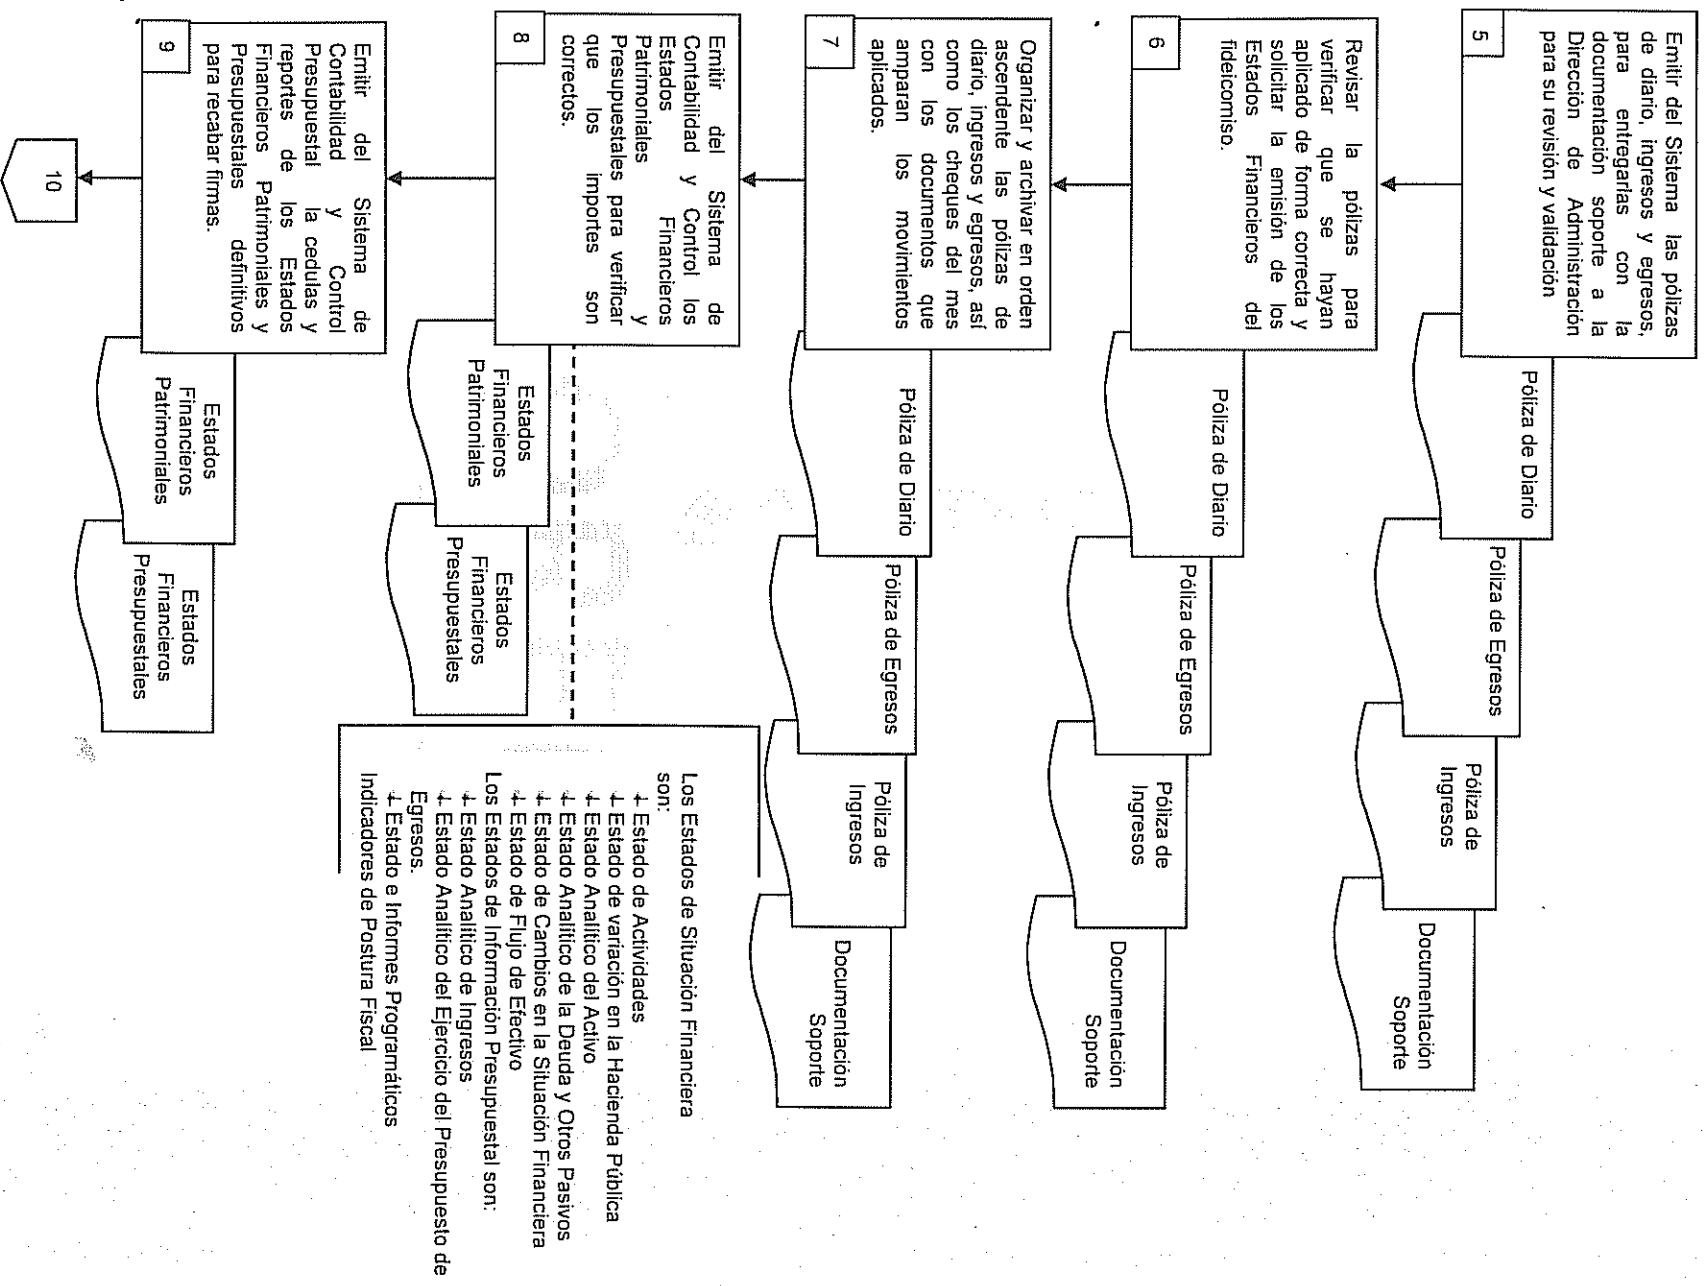 Emitir del Sistema las pólizas
de diario, ingresos y egresos,
para entregarlas con la
documentación soporte a la
Dirección de Administración
para su revisión y validación
5
Póliza de Diario
Póliza de Egresos
Póliza de
Ingresos
Documentación
Soporte
Revisar la pólizas para
verificar que se hayan
aplicado de forma correcta y
solicitar la emisión de los
Estados Financieros del
fideicomiso.
6
Póliza de Diario
Póliza de Egresos
Póliza de
Ingresos
Documentación
Soporte
Organizar y archivar en orden
ascendente las pólizas de
diario, ingresos y egresos, así
como los cheques del mes
con los documentos que
amparan los movimientos
aplicados.
7
Póliza de Diario
Póliza de Egresos
Póliza de
Ingresos
Documentación
Soporte
Emitir del Sistema de
Contabilidad y Control los
Estados Financieros
Patrimoniales y
Presupuestales para verificar
que los importes son
correctos.
8
Estados
Financieros
Patrimoniales
Estados
Financieros
Presupuestales
Los Estados de Situación Financiera
son:
Estado de Actividades
Estado de variación en la Hacienda Pública
Estado Analítico del Activo
Estado Analítico de la Deuda y Otros Pasivos
Estado de Cambios en la Situación Financiera
Estado de Flujo de Efectivo
Los Estados de Información Presupuestal son:
Estado Analítico de Ingresos
Estado Analítico del Ejercicio del Presupuesto de
Egresos.
Estado e Informes Programáticos
Indicadores de Postura Fiscal
Emitir del Sistema de
Contabilidad y Control
Presupuestal la cedulas y
reportes de los Estados
Financieros Patrimoniales y
Presupuestales definitivos
para recabar firmas.
9
Estados
Financieros
Patrimoniales
Estados
Financieros
Presupuestales
10